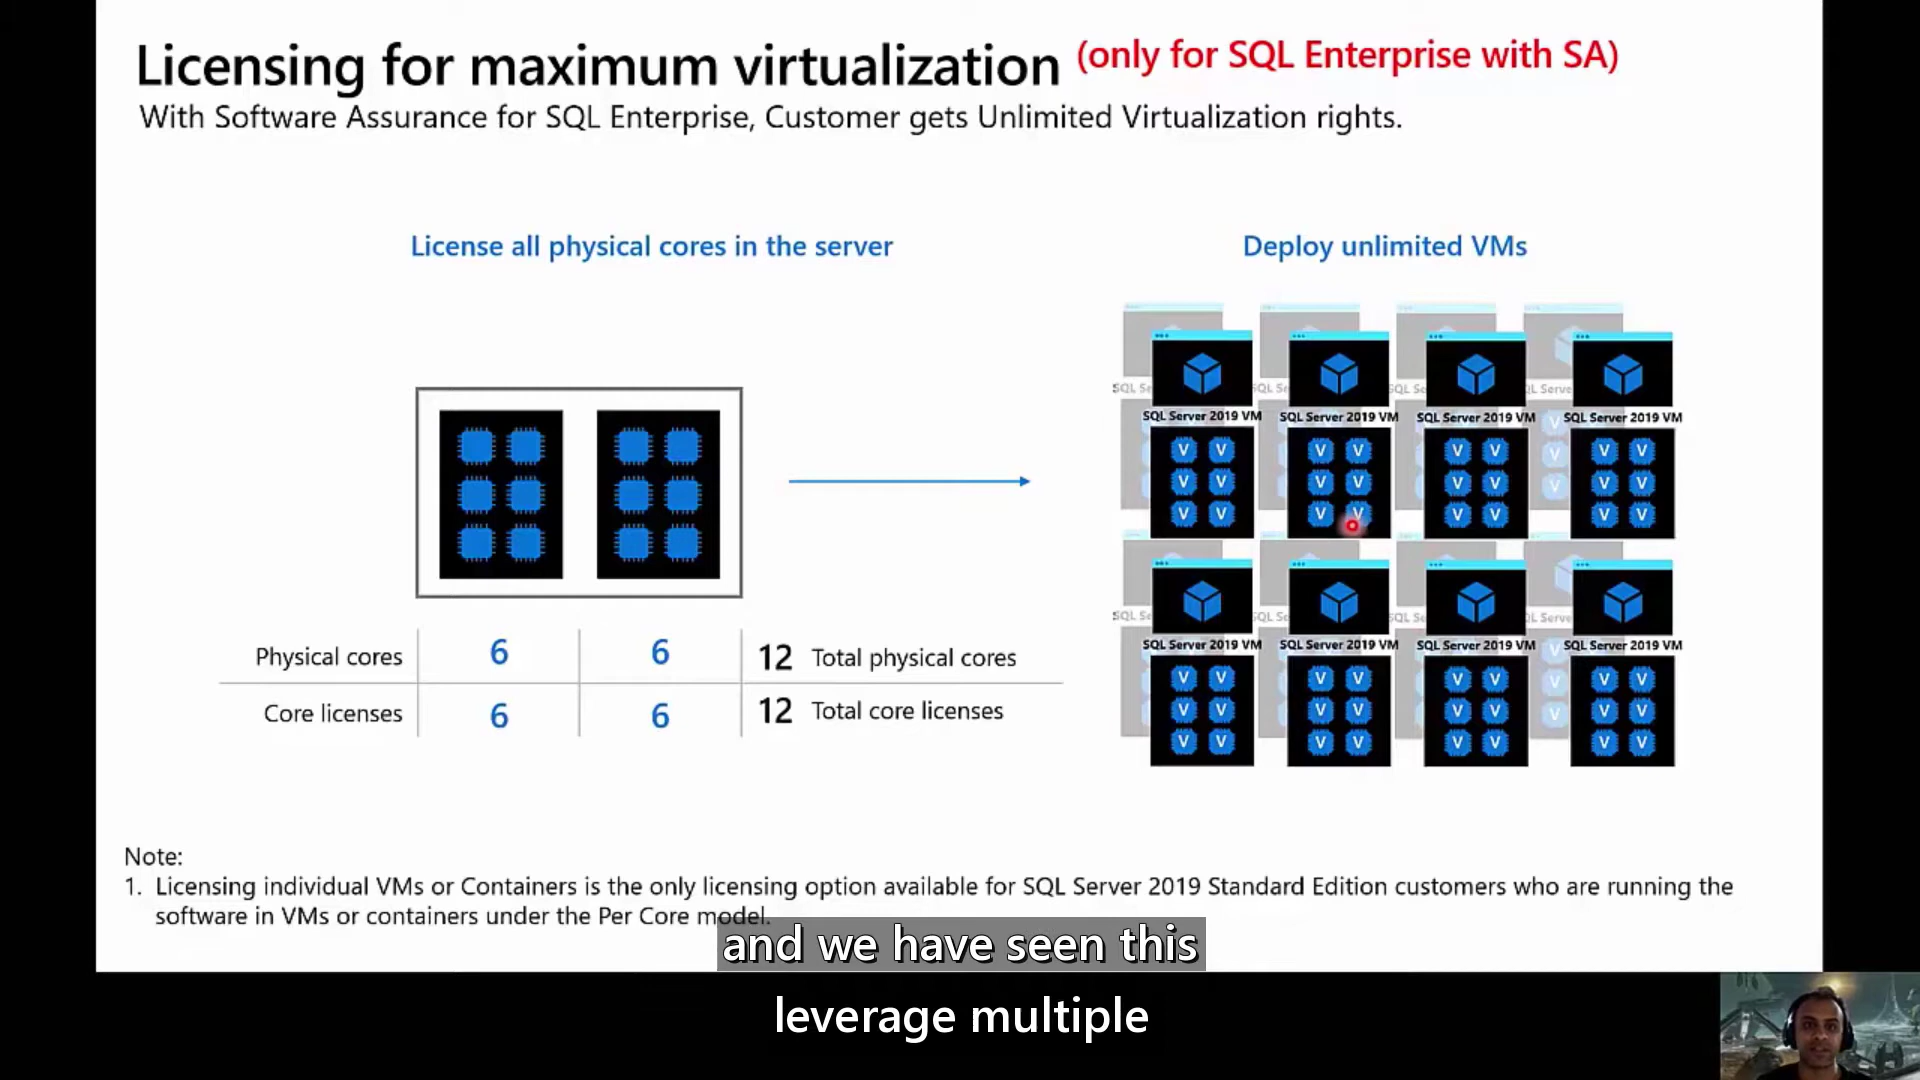 Licensing for maximum virtualization (only for SQL Enterprise with SA)
With Software Assurance for SQL Enterprise, Customer gets Unlimited Virtualization rights.
License all physical cores in the server
Deploy unlimited VMs
SQL Server 2019 VM SQL Server 2019 VM SQL Server 2019 VM SQL Server 2019 VM
V V V V V V V V
V V V V V V V V
V V V V V V V V
SQL Server 2019 VM SQL Server 2019 VM SQL Server 2019 VM SQL Server 2019 VM
V V V V V V V V
V V V V V V V V
V V V V V V V V
Physical cores 6 6 12 Total physical cores
Core licenses 6 6 12 Total core licenses
Note:
1. Licensing individual VMs or Containers is the only licensing option available for SQL Server 2019 Standard Edition customers who are running the
software in VMs or containers under the Per Core model.
and we have seen this
leverage multiple